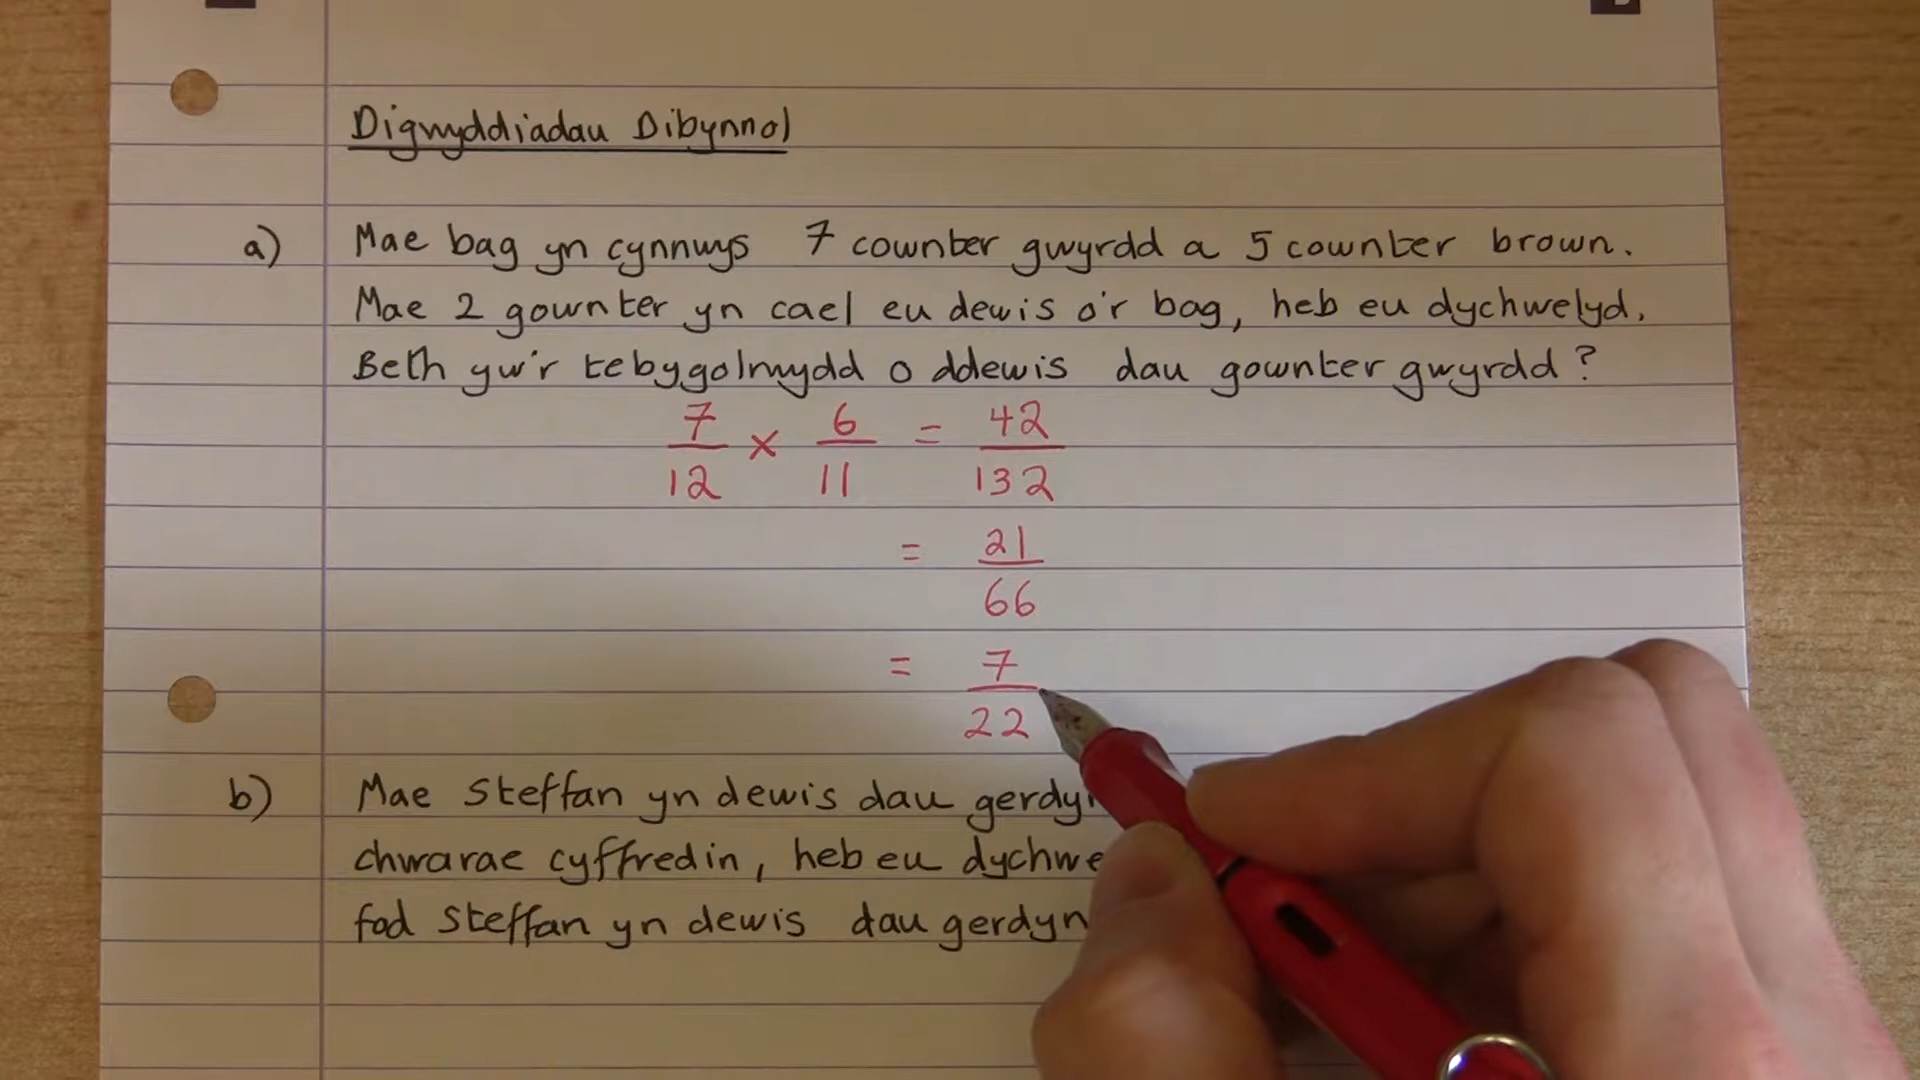 Digwyddiadau Dibynnol
a) Mae bag yn cynnwys 7 cownter gwyrdd a 5 cownter brown.
Mae 2 gownter yn cael eu dewis o'r bag, heb eu dychwelyd.
Beth yw'r tebygolrwydd o ddewis dau gownter gwyrdd?
7/12 × 6/11 = 42/132
= 21/66
= 7/22
b) Mae Steffan yn dewis dau
chwarae cyffredin, heb eu
fod Steffan yn dewis dau gerdyn